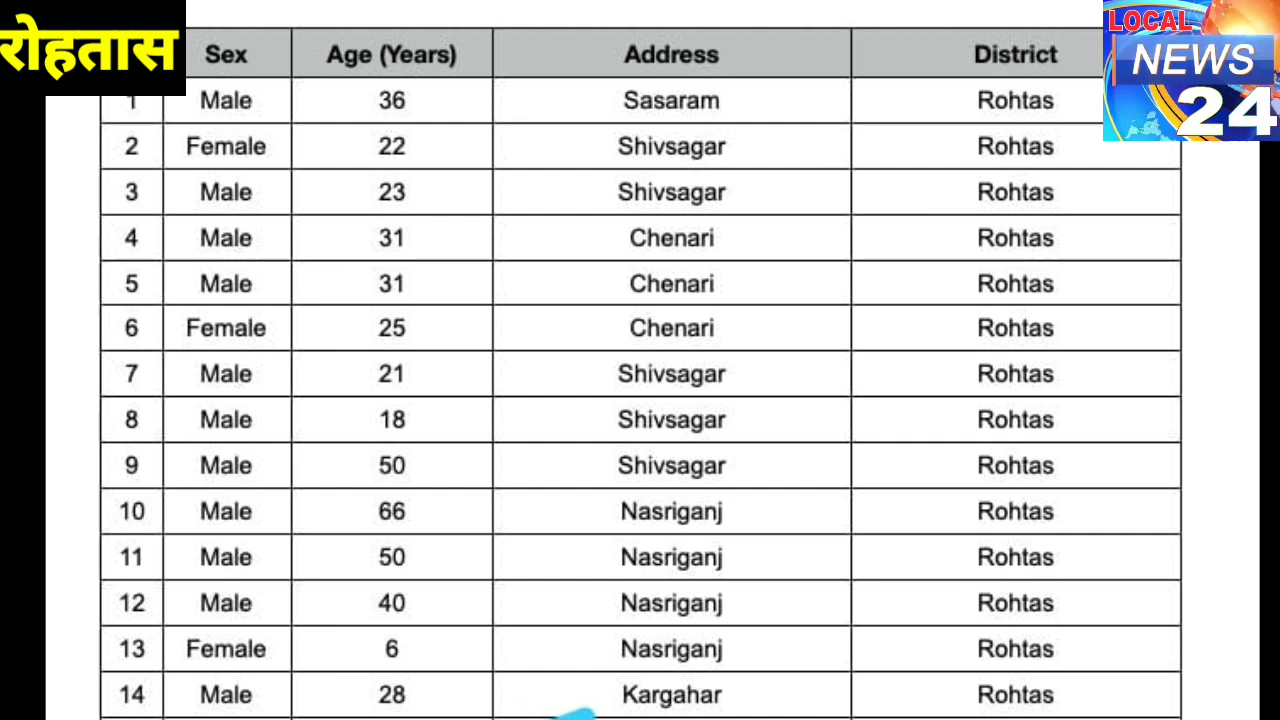 रोहतास
LOCAL
NEWS
24
Sex Age (Years) Address District
1 Male 36 Sasaram Rohtas
2 Female 22 Shivsagar Rohtas
3 Male 23 Shivsagar Rohtas
4 Male 31 Chenari Rohtas
5 Male 31 Chenari Rohtas
6 Female 25 Chenari Rohtas
7 Male 21 Shivsagar Rohtas
8 Male 18 Shivsagar Rohtas
9 Male 50 Shivsagar Rohtas
10 Male 66 Nasriganj Rohtas
11 Male 50 Nasriganj Rohtas
12 Male 40 Nasriganj Rohtas
13 Female 6 Nasriganj Rohtas
14 Male 28 Kargahar Rohtas